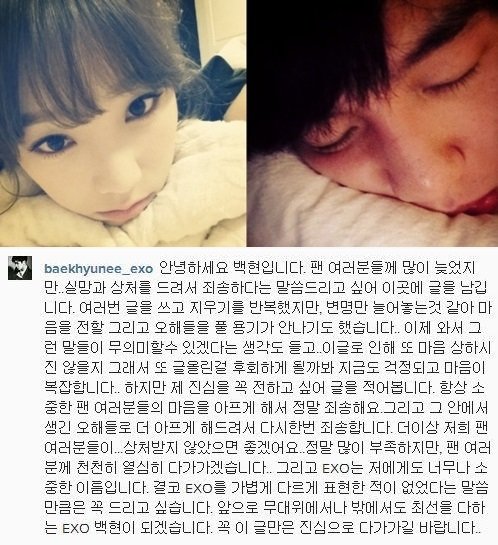 baekhyunee_exo 안녕하세요 백현입니다. 팬 여러분들께 많이 늦었지
만..실망과 상처를 드려서 죄송하다는 말씀드리고 싶어 이곳에 글을 남깁
니다. 여러번 글을 쓰고 지우기를 반복했지만, 변명만 늘어놓는것 같아 마
음을 전할 그리고 오해들을 풀 용기가 안나기도 했습니다.. 이제 와서 그
런 말들이 무의미할수 있겠다는 생각도 들고..이글로 인해 또 마음 상하시
진 않을지 그래서 또 글올린걸 후회하게 될까봐 지금도 걱정되고 마음이
복잡합니다.. 하지만 제 진심을 꼭 전하고 싶어 글을 적어봅니다. 항상 소
중한 팬 여러분들의 마음을 아프게 해서 정말 죄송해요.그리고 그 안에서
생긴 오해들로 더 아프게 해드려서 다시한번 죄송합니다. 더이상 저희 팬
여러분들이...상처받지 않았으면 좋겠어요..정말 많이 부족하지만, 팬 여러
분께 천천히 열심히 다가가겠습니다.. 그리고 EXO는 저에게도 너무나 소
중한 이름입니다. 결코 EXO를 가볍게 다르게 표현한 적이 없었다는 말씀
만큼은 꼭 드리고 싶습니다. 앞으로 무대위에서나 밖에서도 최선을 다하
는 EXO 백현이 되겠습니다. 꼭 이 글만은 진심으로 다가가길 바랍니다..